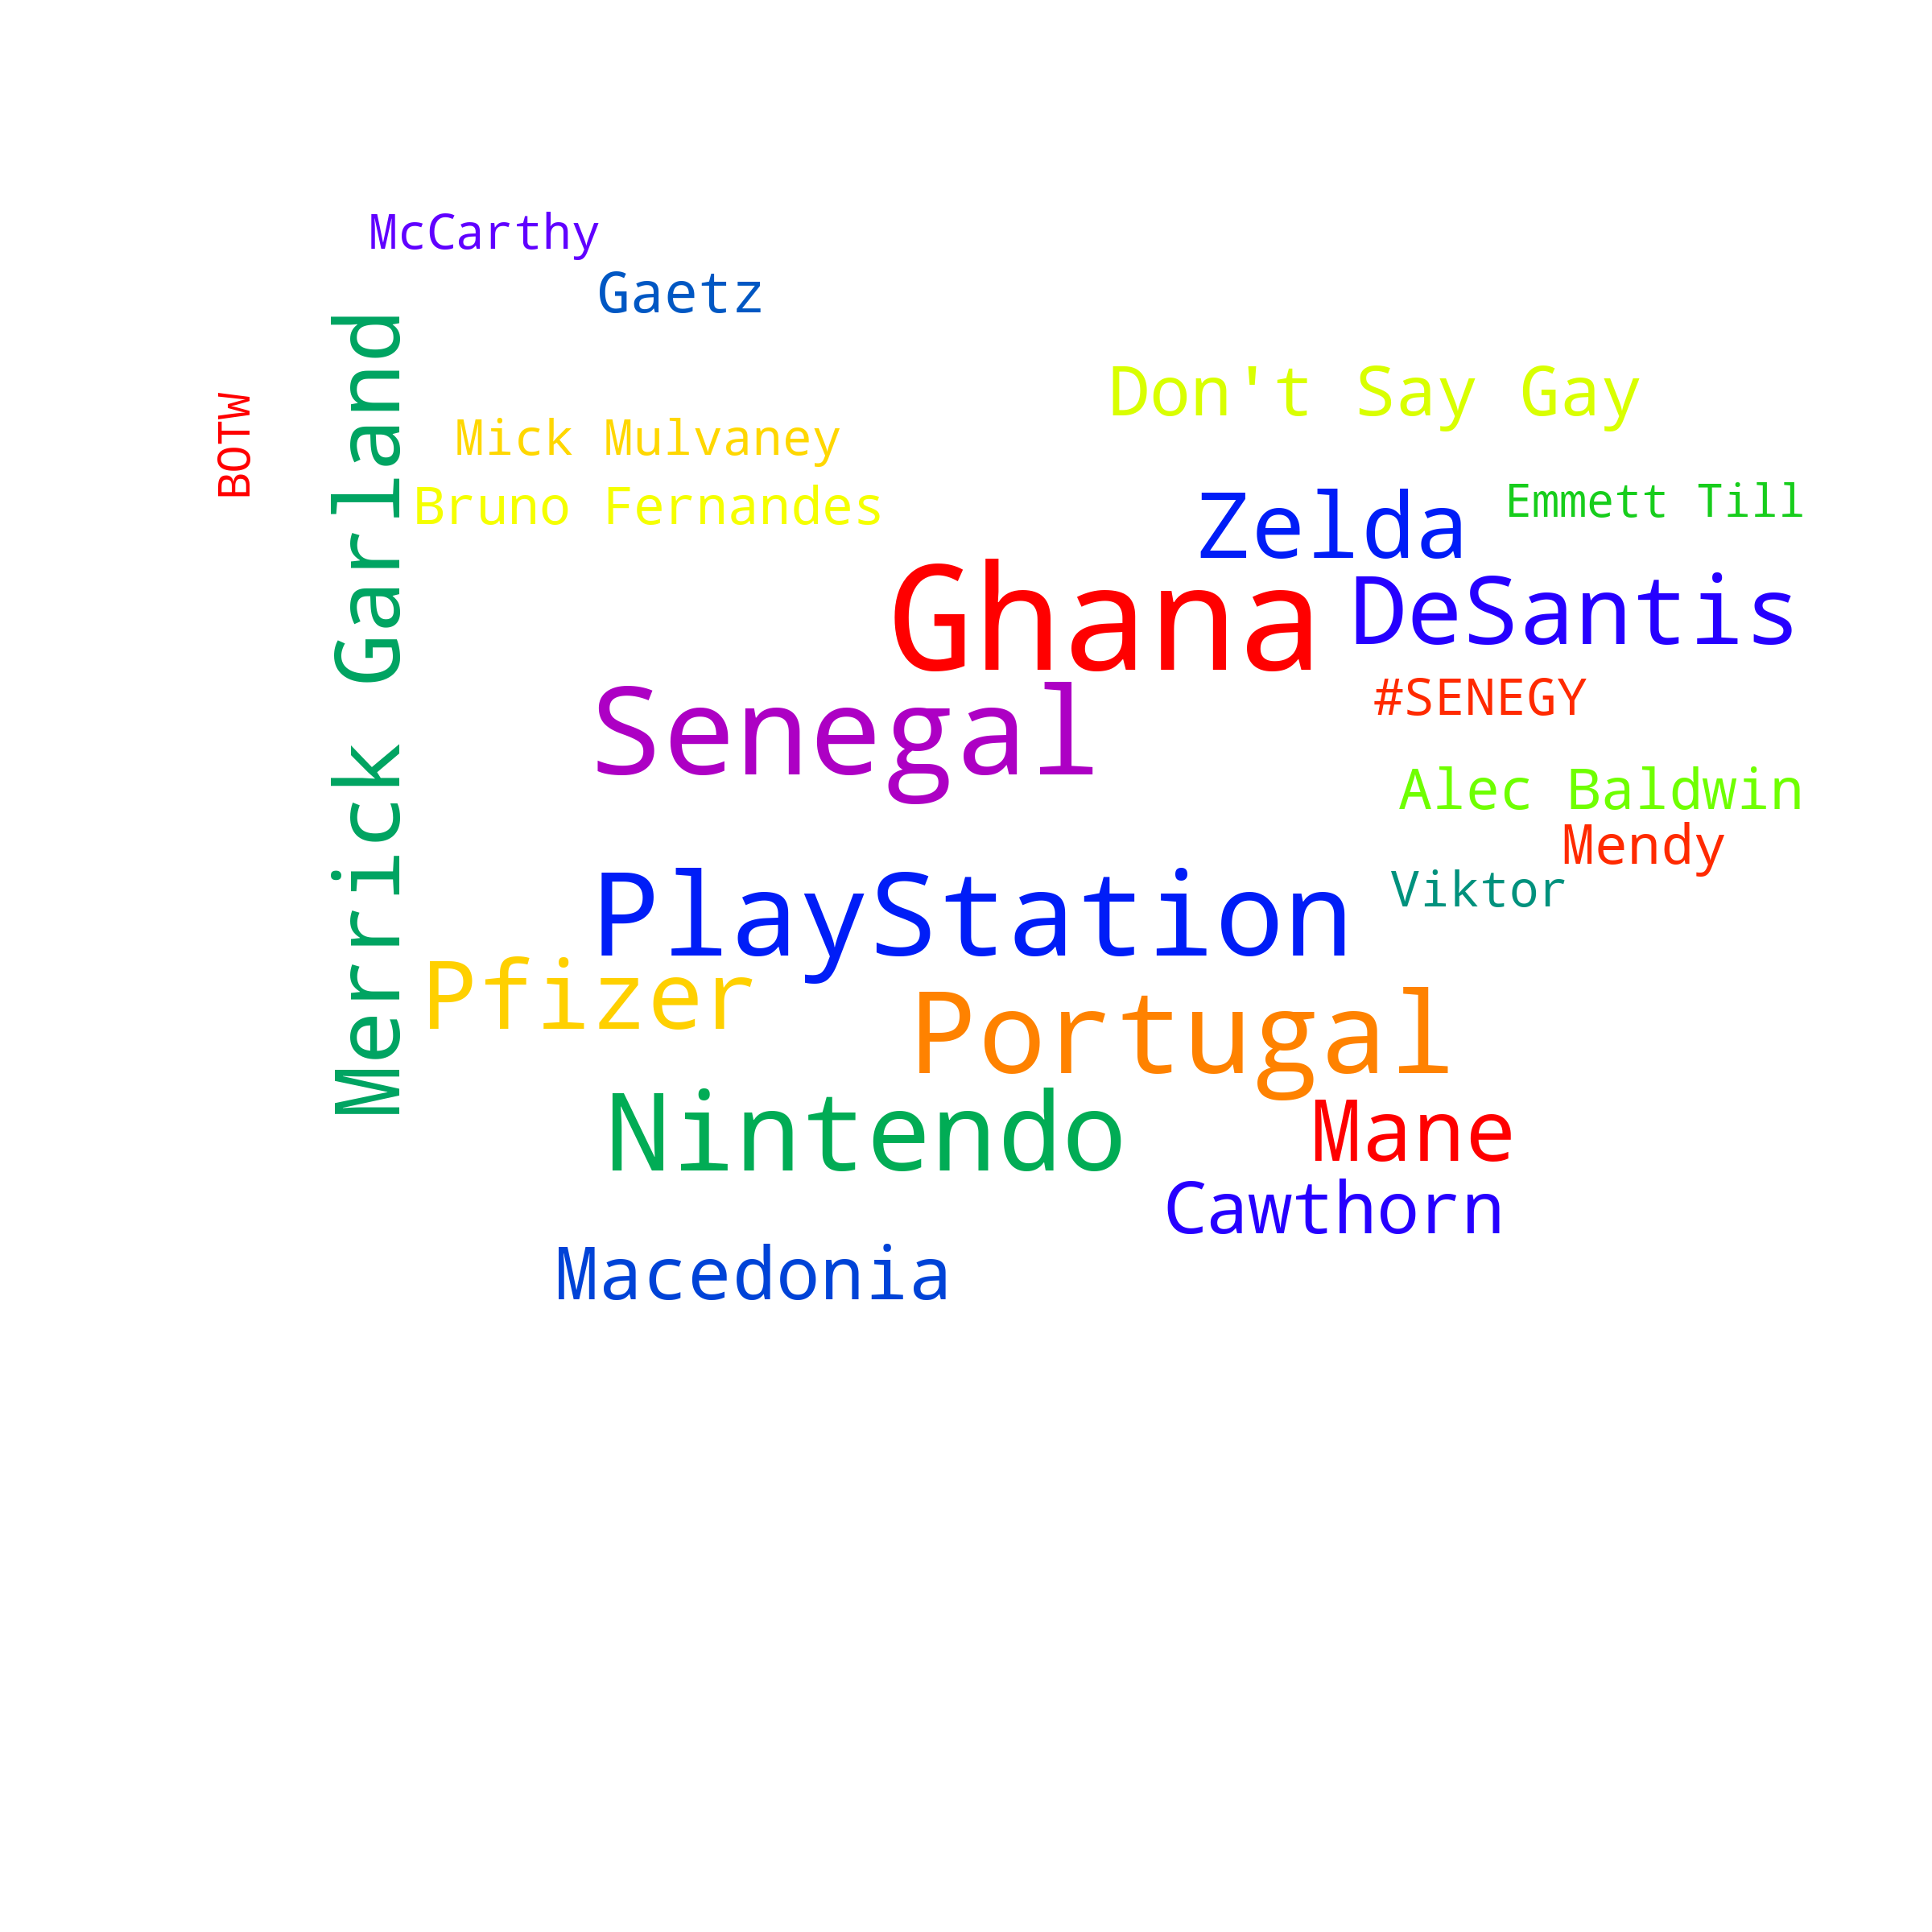 McCarthy
Gaetz
Merrick Garland
Don't Say Gay
BOTW
Mick Mulvaney
Bruno Fernandes
Zelda
Emmett Till
Ghana
DeSantis
Senegal
#SENEGY
Alec Baldwin
Mendy
PlayStation
Viktor
Pfizer
Portugal
Nintendo
Mane
Cawthorn
Macedonia